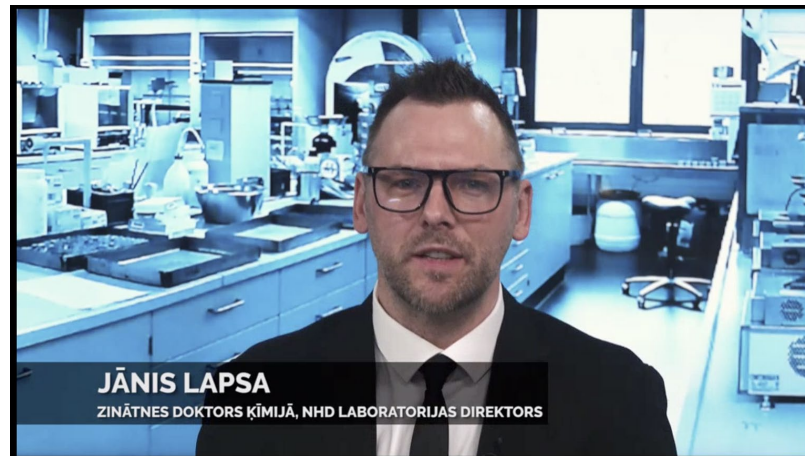 JĀNIS LAPSA
ZINĀTNES DOKTORS ĶĪMIJĀ, NHD LABORATORIJAS DIREKTORS